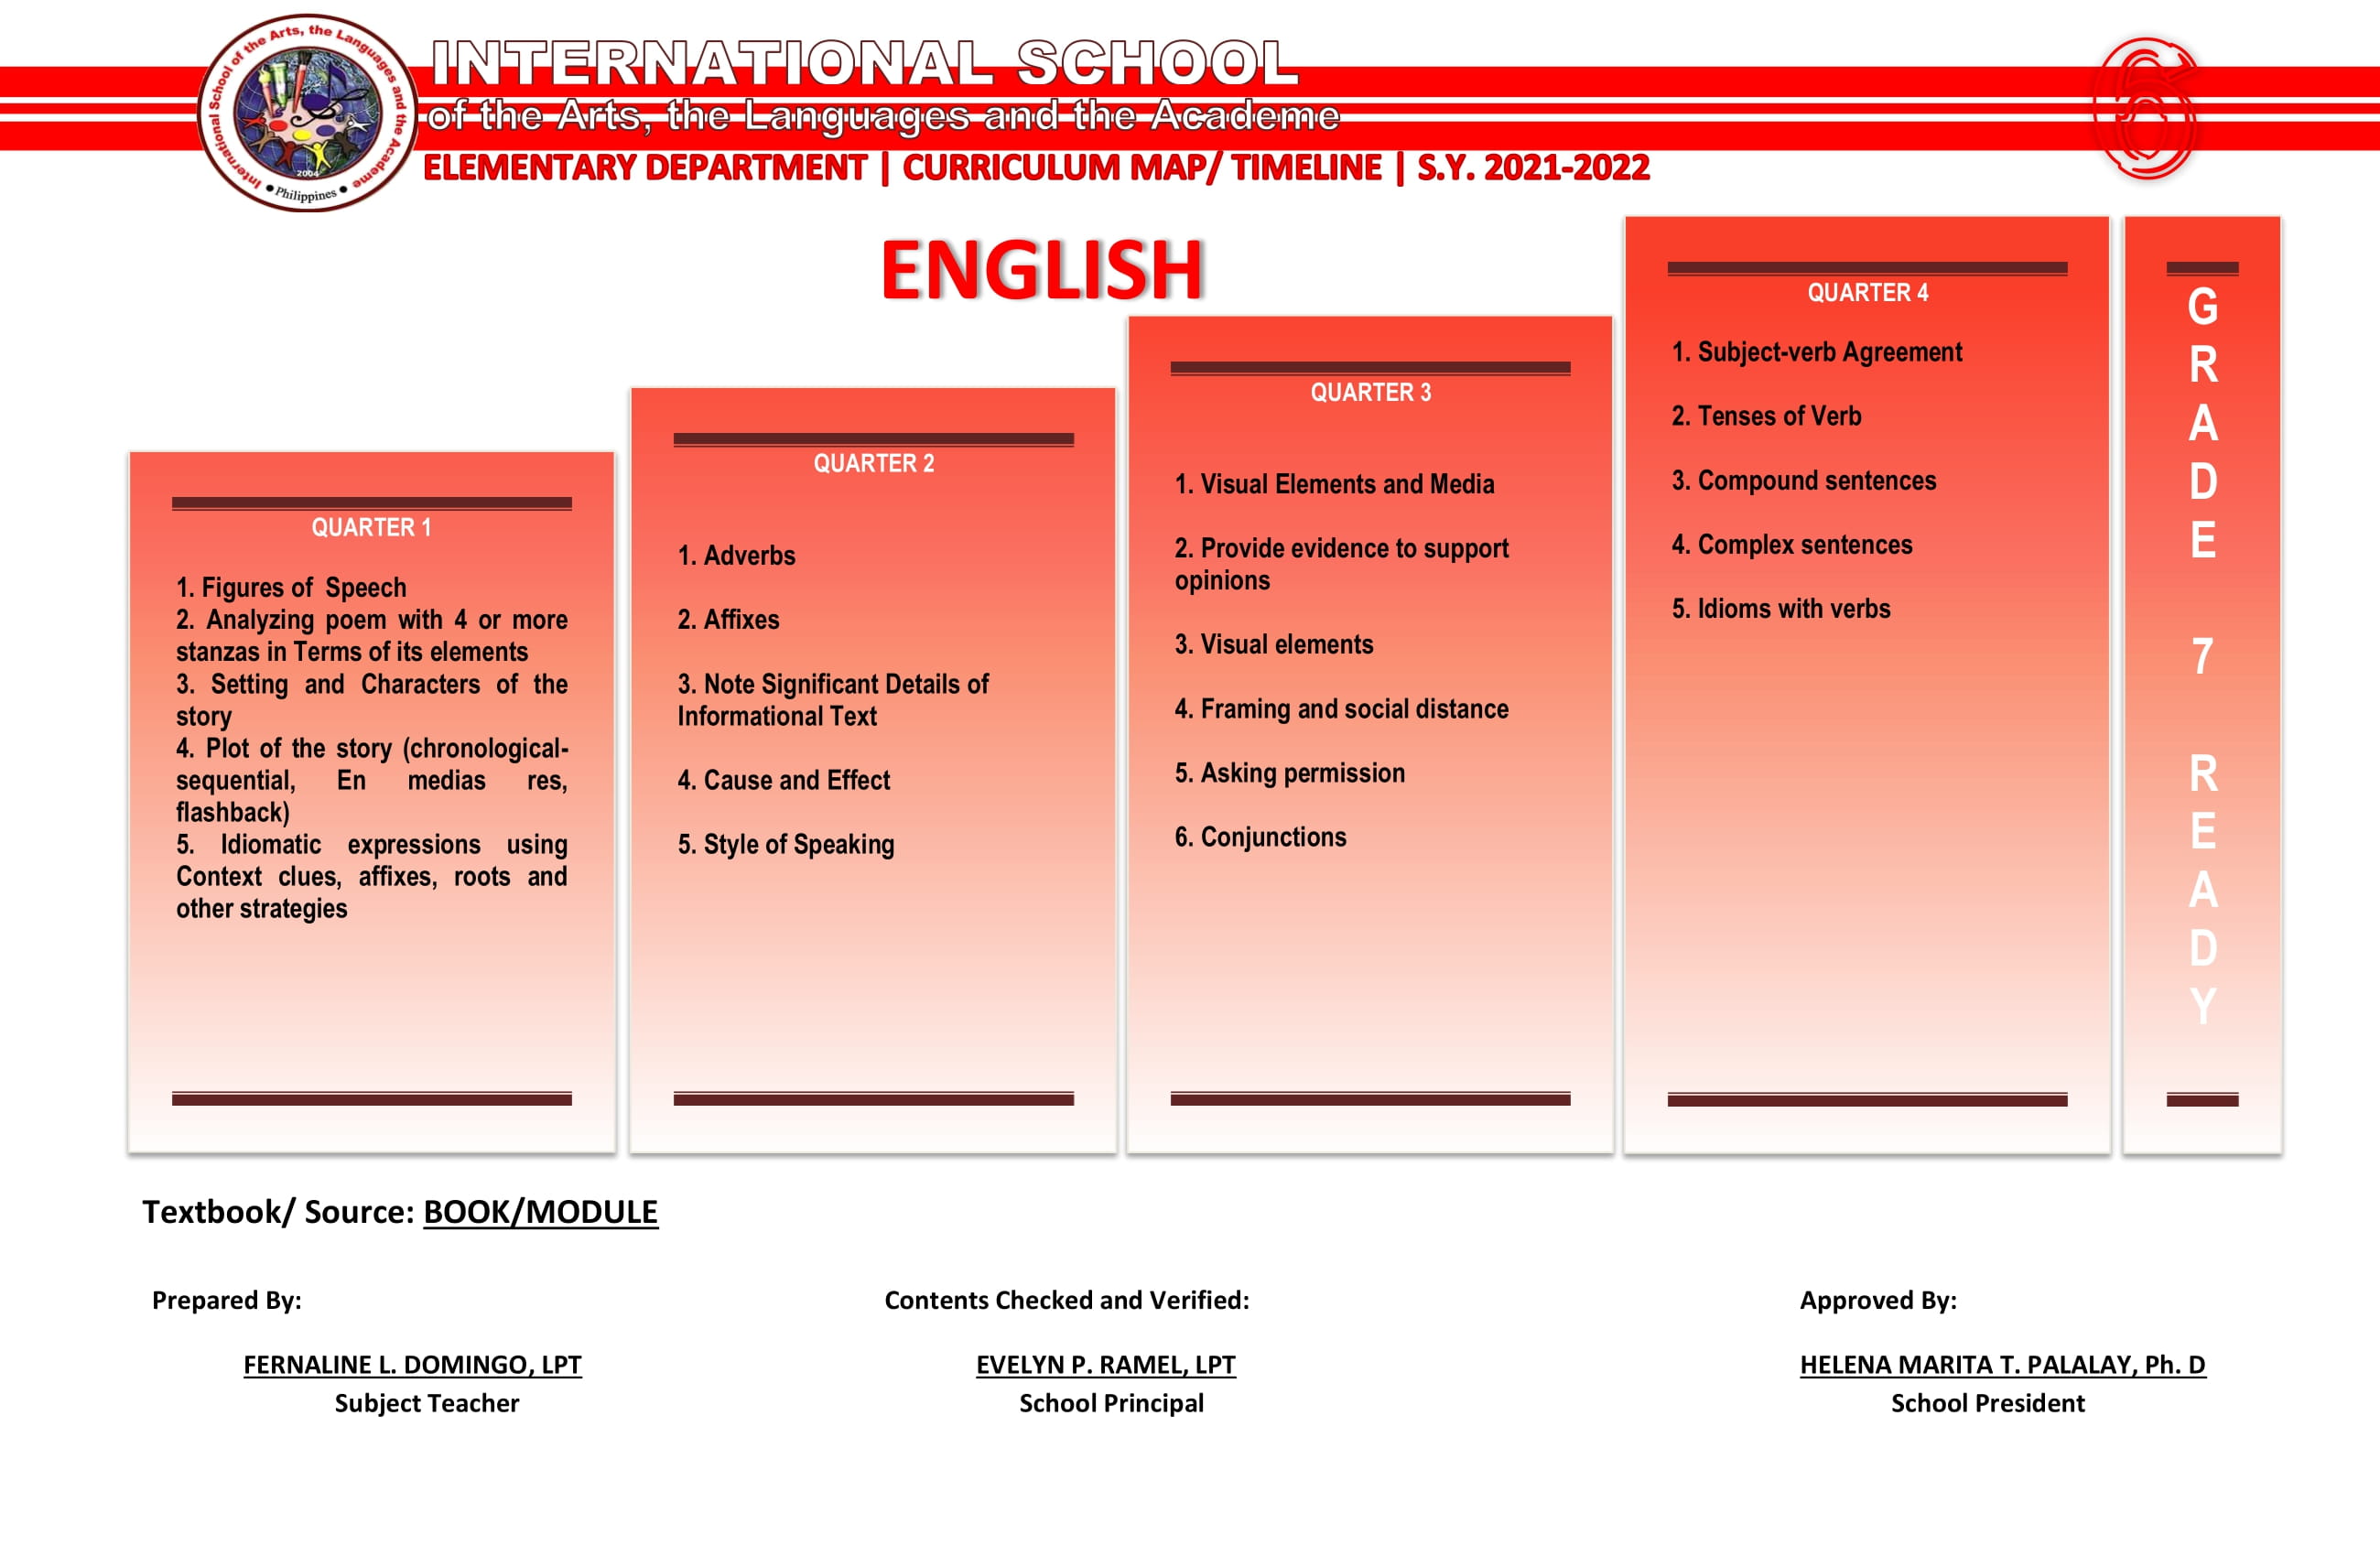 International School of the Arts, the Languages and the Academe
2004
• Philippines •
INTERNATIONAL SCHOOL
of the Arts, the Languages and the Academe
ELEMENTARY DEPARTMENT | CURRICULUM MAP/ TIMELINE | S.Y. 2021-2022
6
ENGLISH
QUARTER 1
1. Figures of Speech
2. Analyzing poem with 4 or more
stanzas in Terms of its elements
3. Setting and Characters of the
story
4. Plot of the story (chronological-
sequential, En medias res,
flashback)
5. Idiomatic expressions using
Context clues, affixes, roots and
other strategies
QUARTER 2
1. Adverbs
2. Affixes
3. Note Significant Details of
Informational Text
4. Cause and Effect
5. Style of Speaking
QUARTER 3
1. Visual Elements and Media
2. Provide evidence to support
opinions
3. Visual elements
4. Framing and social distance
5. Asking permission
6. Conjunctions
QUARTER 4
1. Subject-verb Agreement
2. Tenses of Verb
3. Compound sentences
4. Complex sentences
5. Idioms with verbs
G
R
A
D
E
7
R
E
A
D
Y
Textbook/ Source: BOOK/MODULE
Prepared By:
FERNALINE L. DOMINGO, LPT
Subject Teacher
Contents Checked and Verified:
EVELYN P. RAMEL, LPT
School Principal
Approved By:
HELENA MARITA T. PALALAY, Ph. D
School President